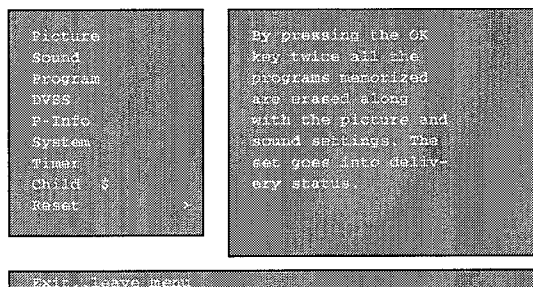 Picture
Sound
Program
DVSS
P-Info
System
Timer
Child $
Reset >
By pressing the OK
key twice all the
programs memorized
are erased along
with the picture and
sound settings. The
set goes into deliv-
ery status.
Exit..leave menu